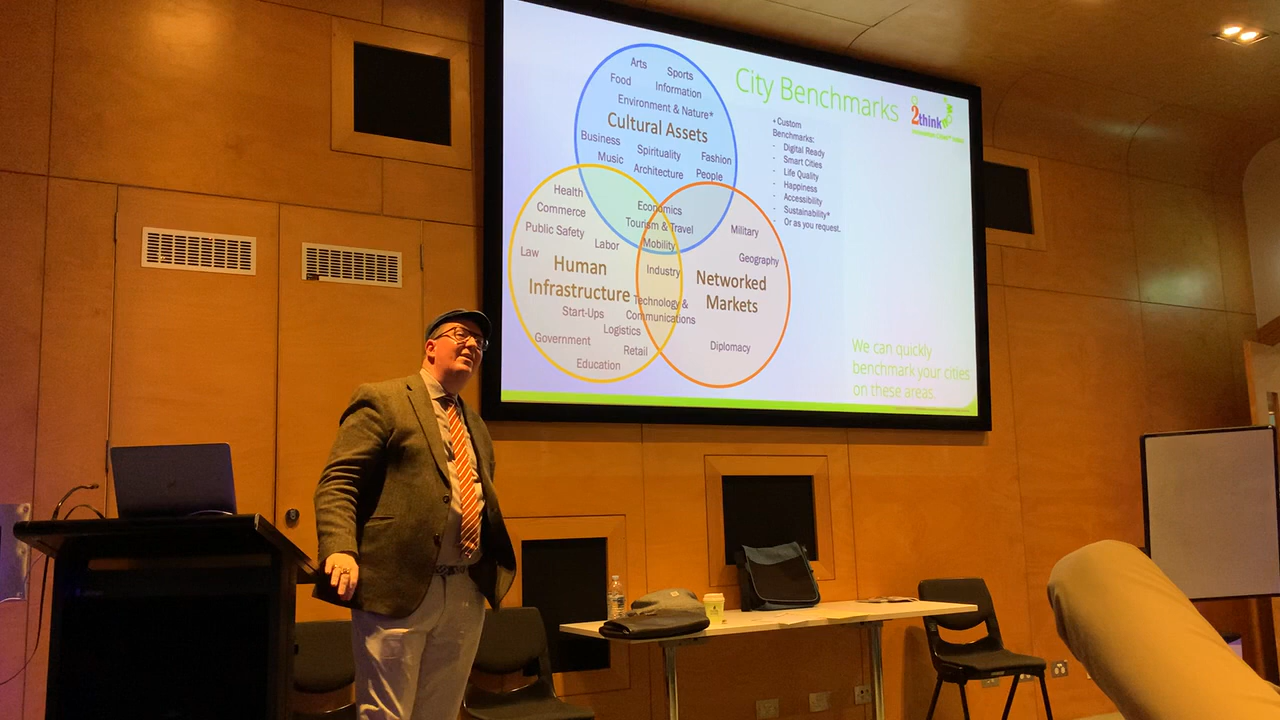 City Benchmarks
2think
Arts
Sports
Food
Information
Environment & Nature*
Cultural Assets
Business
Spirituality
Fashion
Music
Architecture
People
Health
Commerce
Public Safety
Labor
Law
Human
Infrastructure
Start-Ups
Logistics
Government
Retail
Education
Economics
Tourism & Travel
Mobility
Industry
Technology &
Communications
Military
Geography
Networked
Markets
Diplomacy
+ Custom
Benchmarks:
- Digital Ready
- Smart Cities
- Life Quality
- Happiness
- Accessibility
- Sustainability*
- Or as you request.
We can quickly
benchmark your cities
on these areas.